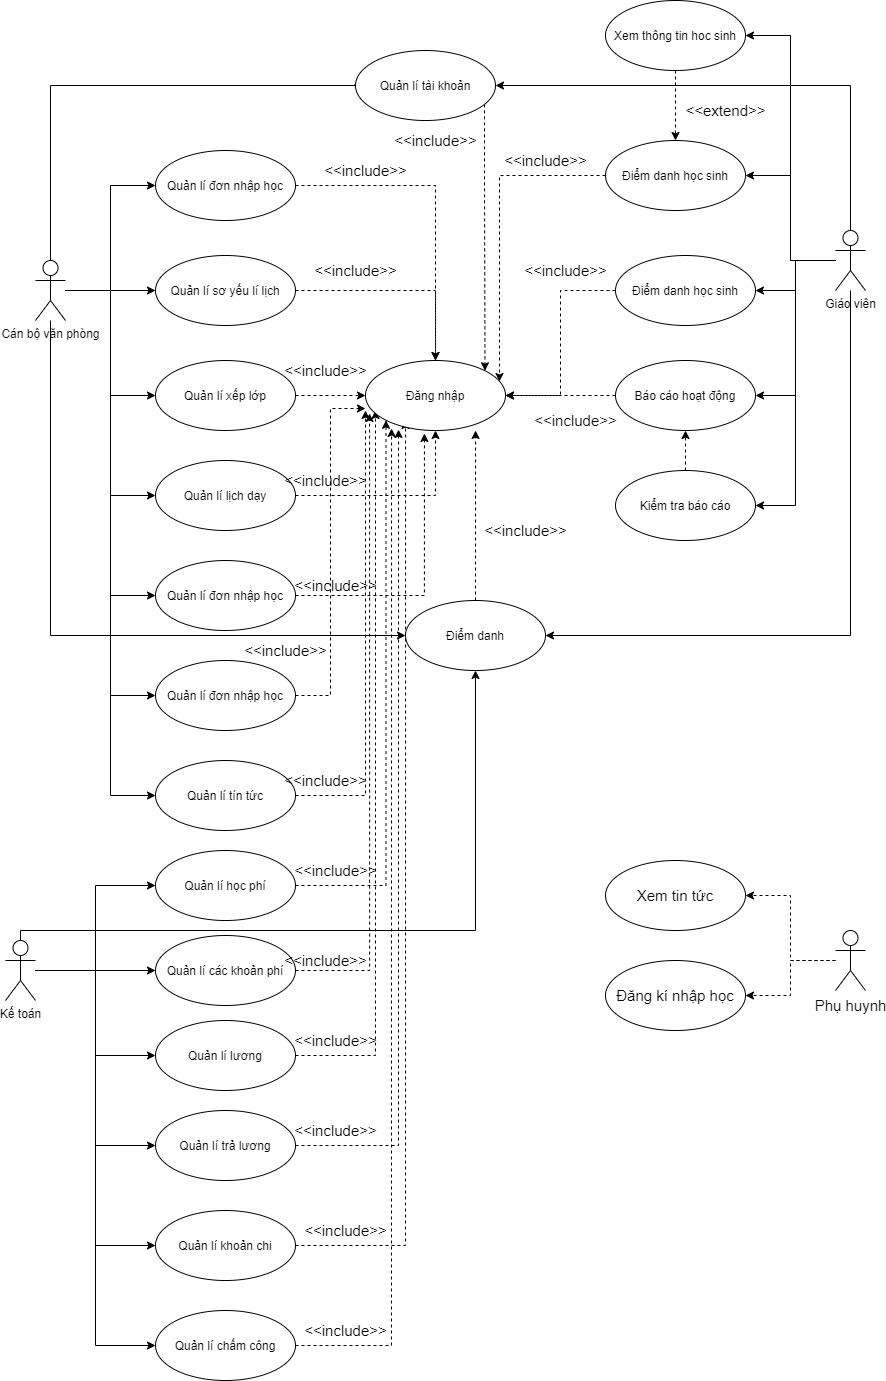 Xem thông tin hoc sinh
Quản lí tài khoản
<<extend>>
<<include>>
<<include>>
<<include>>
Quản lí đơn nhập học
Điểm danh học sinh
<<include>>
<<include>>
Quản lí sơ yếu lí lịch
Điểm danh học sinh
Giáo viên
Cán bộ văn phòng
<<include>>
Quản lí xếp lớp
Đăng nhập
Báo cáo hoạt động
<<include>>
<<include>>
Quản lí lịch dạy
Kiểm tra báo cáo
<<include>>
<<include>>
Quản lí đơn nhập học
Điểm danh
<<include>>
Quản lí đơn nhập học
<<include>>
Quản lí tín tức
<<include>>
Quản lí học phí
Xem tin tức
<<include>>
Quản lí các khoản phí
Đăng kí nhập học
Phụ huynh
Kế toán
<<include>>
Quản lí lương
<<include>>
Quản lí trả lương
<<include>>
Quản lí khoản chi
<<include>>
Quản lí chấm công